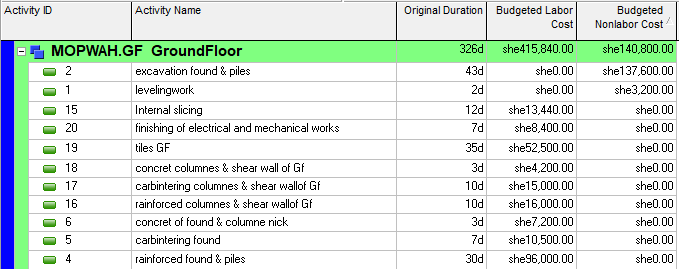 Activity ID Activity Name Original Duration Budgeted Labor Cost Budgeted Nonlabor Cost
MOPWAH.GF GroundFloor 326d she415,840.00 she140,800.00
2 excavation found & piles 43d she0.00 she137,600.00
1 levelingwork 2d she0.00 she3,200.00
15 Internal slicing 12d she13,440.00 she0.00
20 finishing of electrical and mechanical works 7d she8,400.00 she0.00
19 tiles GF 35d she52,500.00 she0.00
18 concret columnes & shear wall of Gf 3d she4,200.00 she0.00
17 carbintering columnes & shear wallof Gf 10d she15,000.00 she0.00
16 rainforced columnes & shear wallof Gf 10d she16,000.00 she0.00
6 concret of found & columne nick 3d she7,200.00 she0.00
5 carbintering found 7d she10,500.00 she0.00
4 rainforced found & piles 30d she96,000.00 she0.00